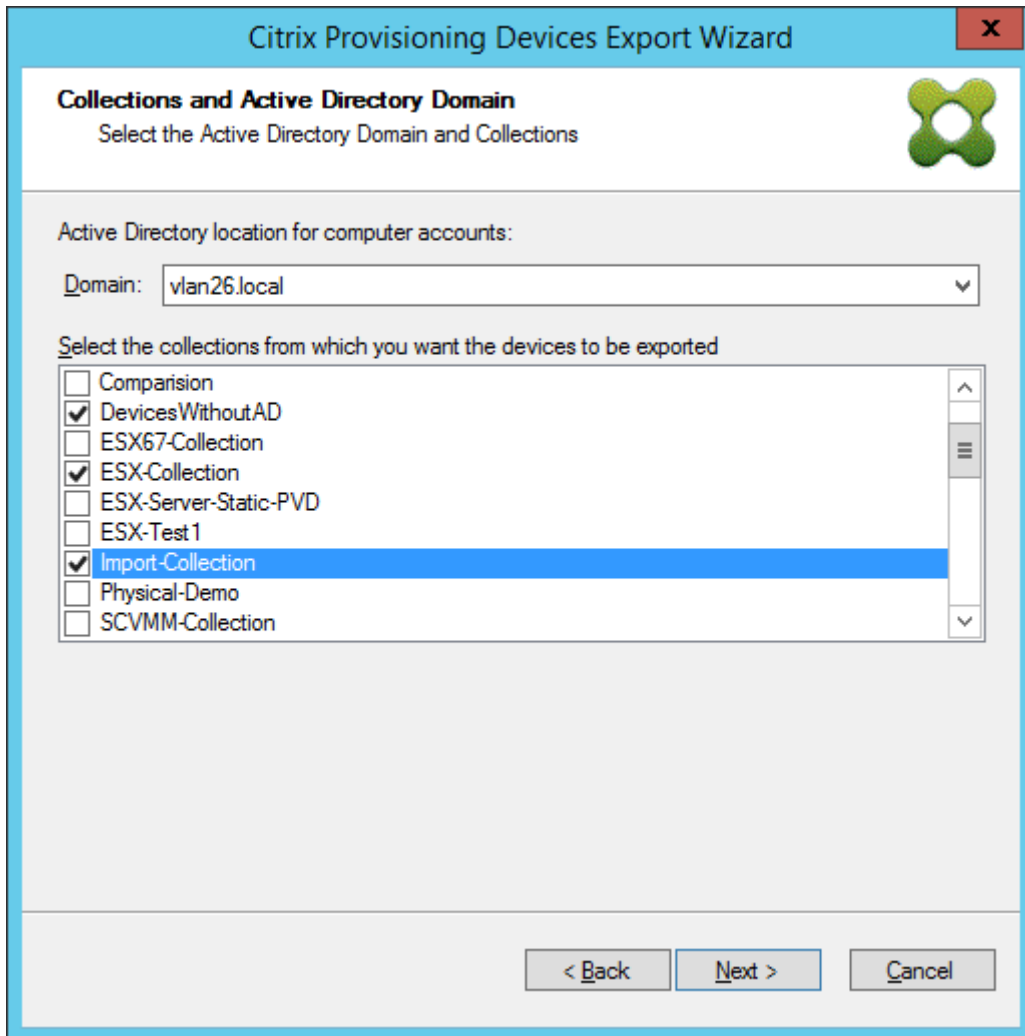 Citrix Provisioning Devices Export Wizard
x
Collections and Active Directory Domain
Select the Active Directory Domain and Collections
Active Directory location for computer accounts:
Domain: vlan26.local
Select the collections from which you want the devices to be exported
Comparision
DevicesWithoutAD
ESX67-Collection
ESX-Collection
ESX-Server-Static-PVD
ESX-Test1
Import-Collection
Physical-Demo
SCVMM-Collection
< Back Next > Cancel